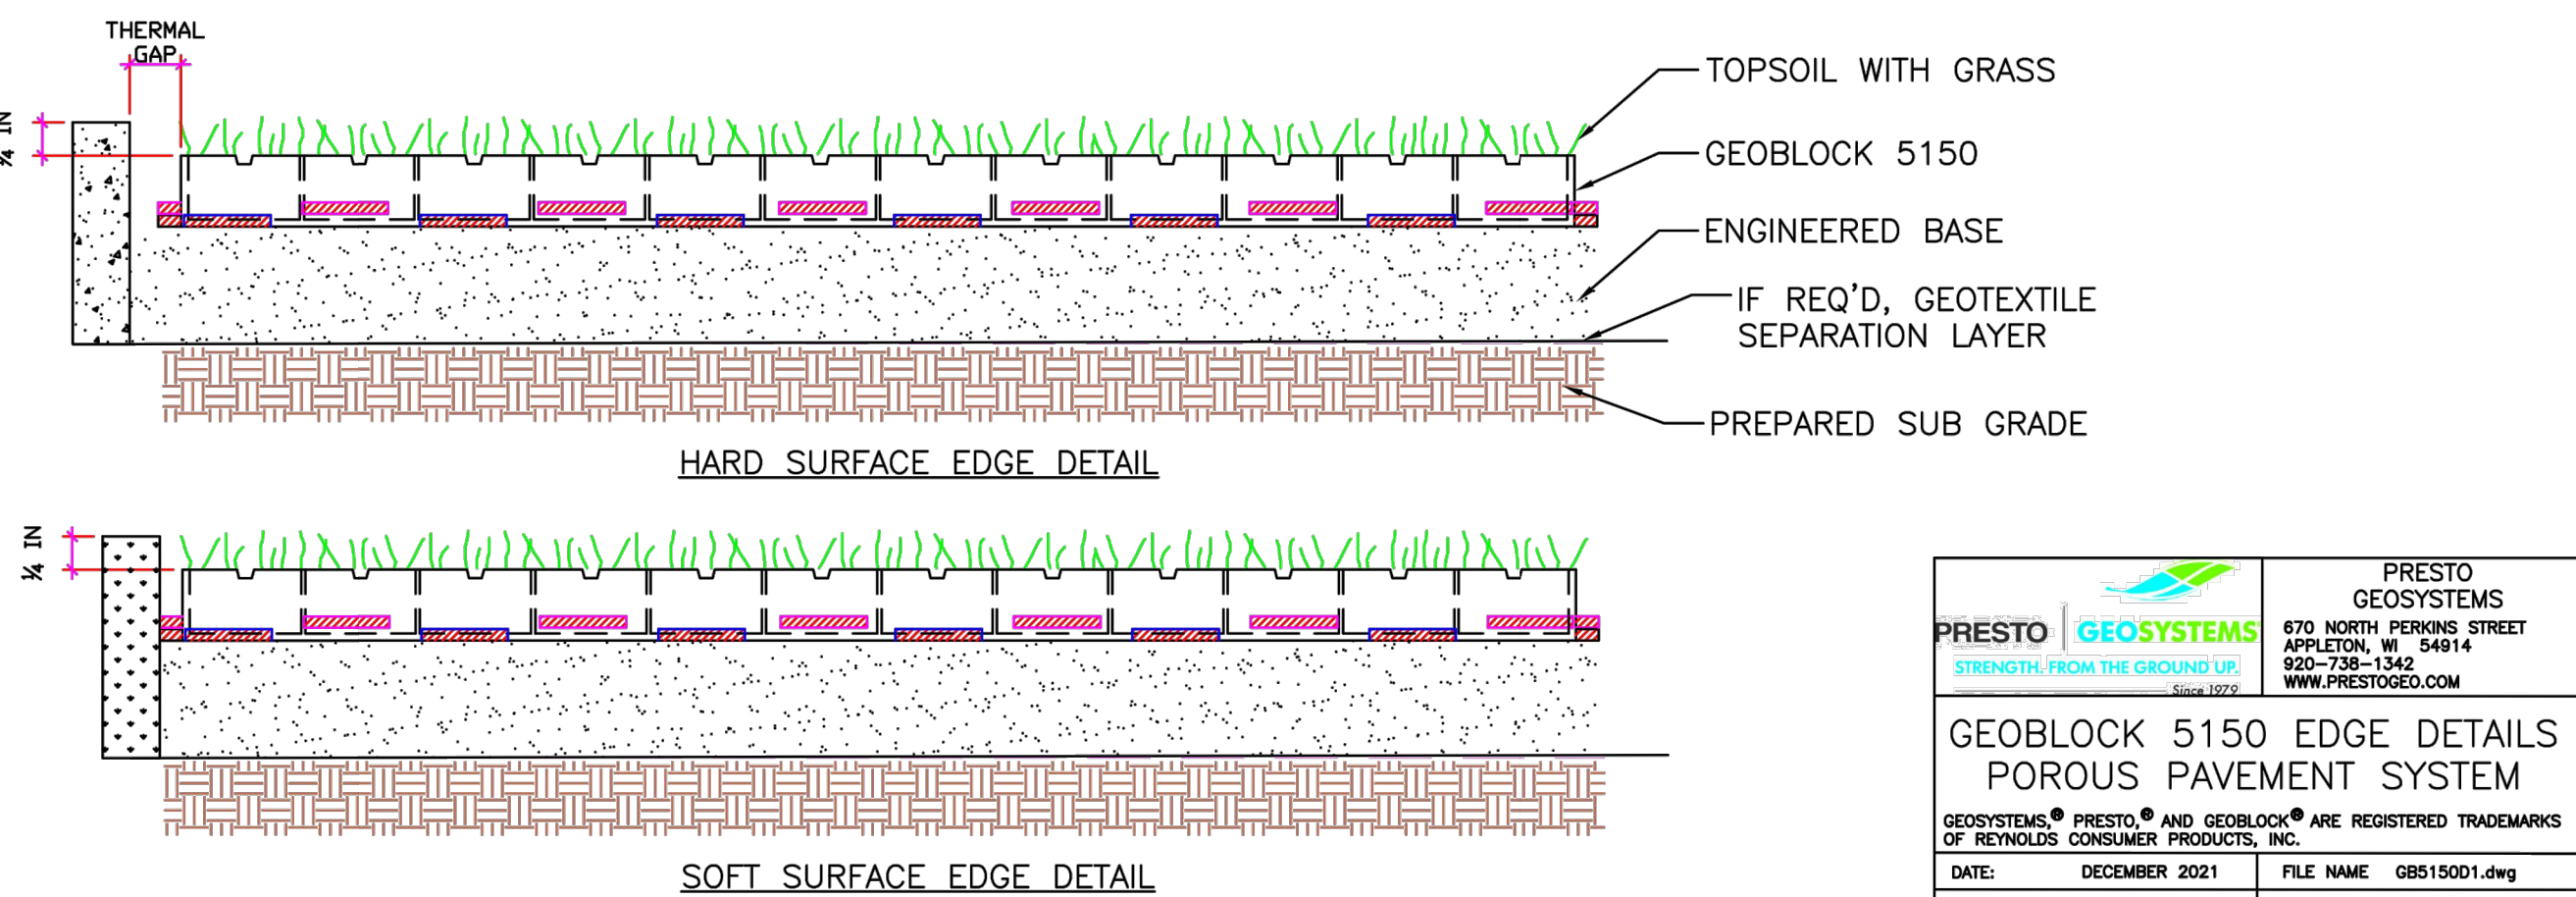 THERMAL
GAP
¼ IN
TOPSOIL WITH GRASS
GEOBLOCK 5150
ENGINEERED BASE
IF REQ'D, GEOTEXTILE
SEPARATION LAYER
PREPARED SUB GRADE
HARD SURFACE EDGE DETAIL
¼ IN
SOFT SURFACE EDGE DETAIL
PRESTO GEOSYSTEMS
STRENGTH. FROM THE GROUND UP.
Since 1979
PRESTO
GEOSYSTEMS
670 NORTH PERKINS STREET
APPLETON, WI 54914
920-738-1342
WWW.PRESTOGEO.COM
GEOBLOCK 5150 EDGE DETAILS
POROUS PAVEMENT SYSTEM
GEOSYSTEMS,® PRESTO,® AND GEOBLOCK® ARE REGISTERED TRADEMARKS
OF REYNOLDS CONSUMER PRODUCTS, INC.
DATE: DECEMBER 2021
FILE NAME GB5150D1.dwg